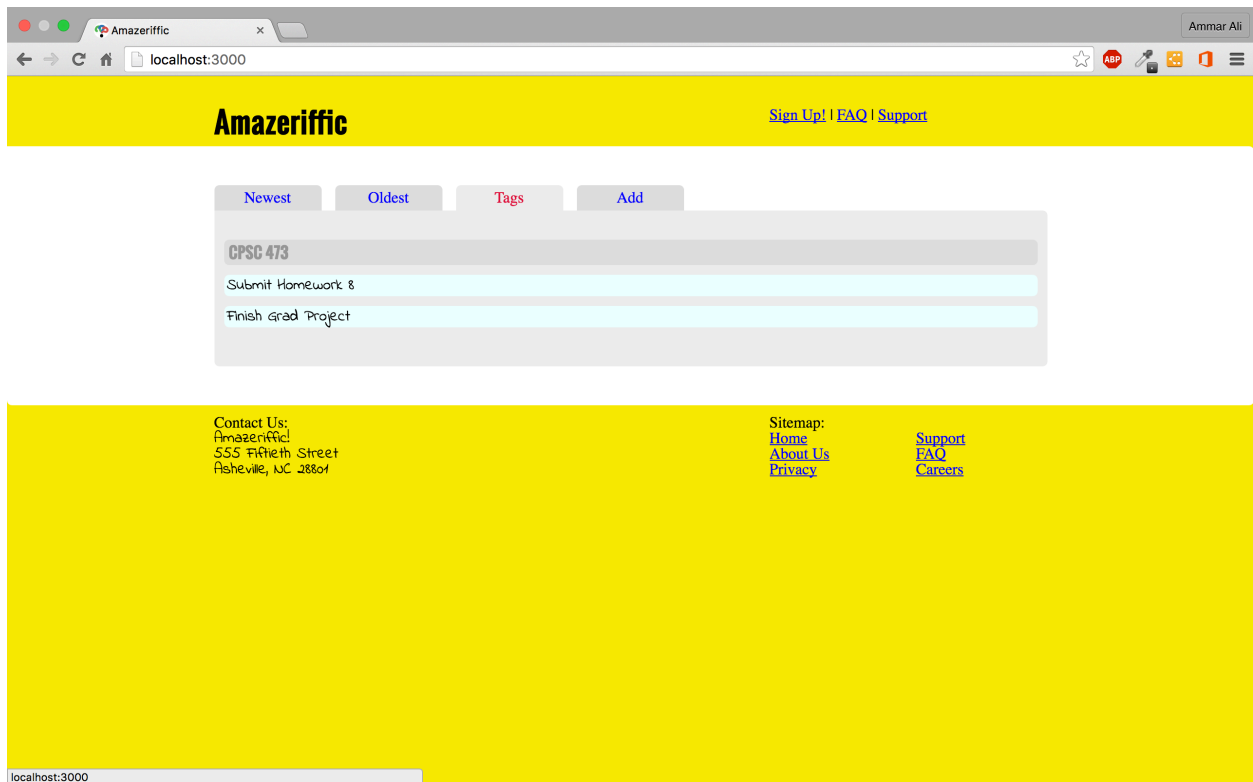 Amazeriffic
Ammar Ali
localhost:3000
ABP
Amazeriffic
Sign Up! | FAQ | Support
Newest
Oldest
Tags
Add
CPSC 473
Submit Homework 8
Finish Grad Project
Contact Us:
Amazeriffic!
555 Fiftieth Street
Asheville, NC 28801
Sitemap:
Home
Support
About Us
FAQ
Privacy
Careers
localhost:3000